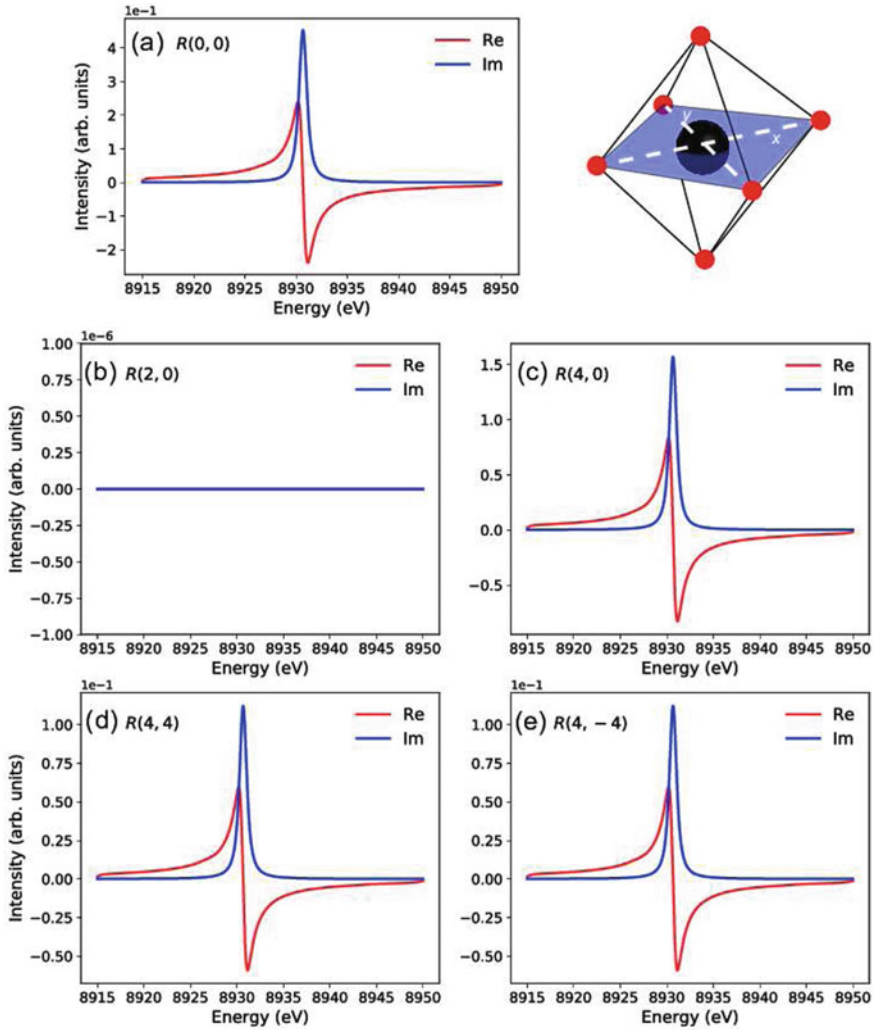 1e−1
(a) R(0, 0)
Re
Im
4
3
2
1
0
−1
−2
Intensity (arb. units)
8915 8920 8925 8930 8935 8940 8945 8950
Energy (eV)
y
x
1e−6
(b) R(2, 0)
Re
Im
1.00
0.75
0.50
0.25
0.00
−0.25
−0.50
−0.75
−1.00
Intensity (arb. units)
8915 8920 8925 8930 8935 8940 8945 8950
Energy (eV)
(c) R(4, 0)
Re
Im
1.5
1.0
0.5
0.0
−0.5
8915 8920 8925 8930 8935 8940 8945 8950
Energy (eV)
1e−1
(d) R(4, 4)
Re
Im
1.00
0.75
0.50
0.25
0.00
−0.25
−0.50
Intensity (arb. units)
8915 8920 8925 8930 8935 8940 8945 8950
Energy (eV)
1e−1
(e) R(4, −4)
Re
Im
1.00
0.75
0.50
0.25
0.00
−0.25
−0.50
8915 8920 8925 8930 8935 8940 8945 8950
Energy (eV)